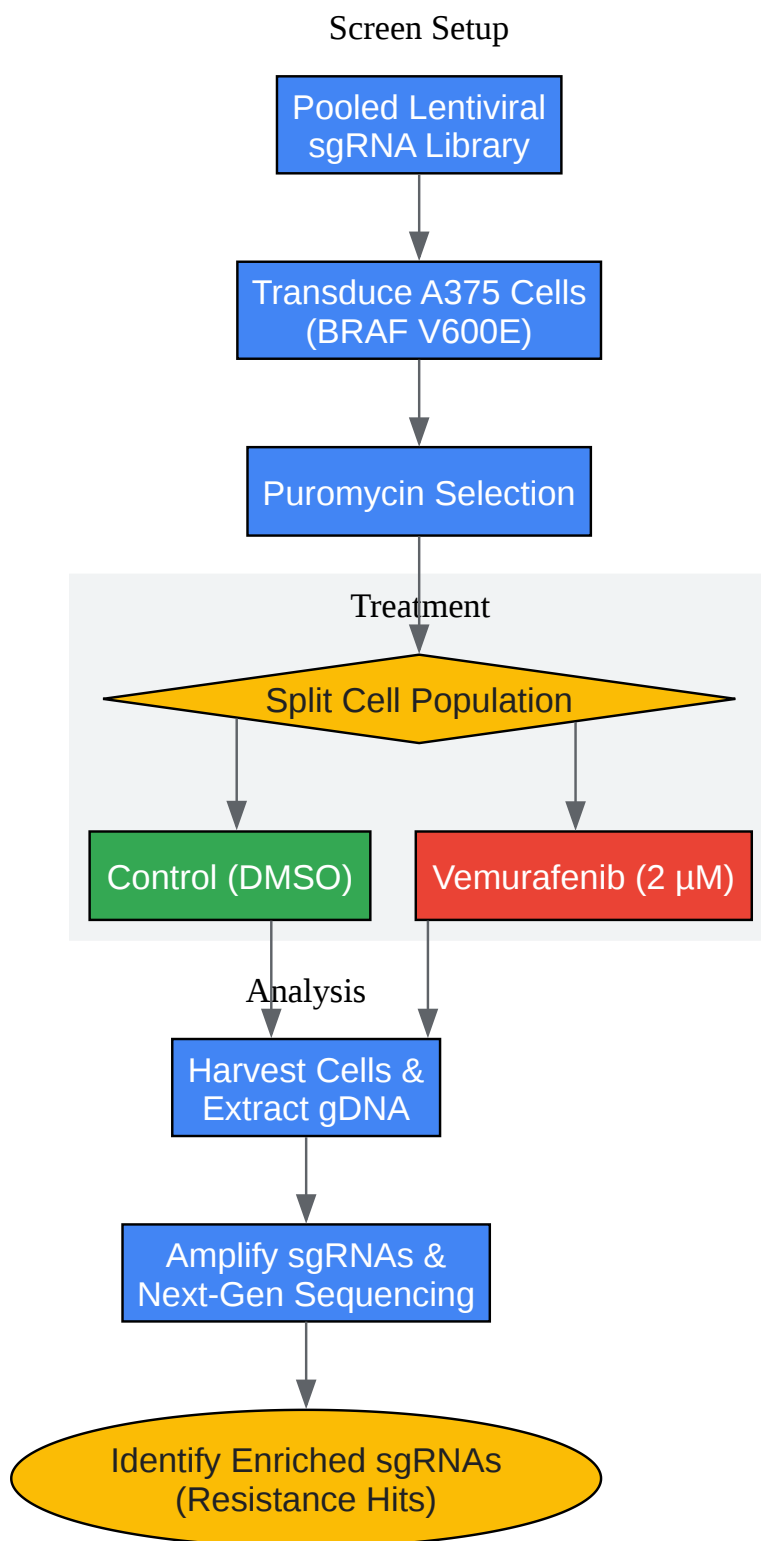 Screen Setup
Pooled Lentiviral
sgRNA Library
Transduce A375 Cells
(BRAF V600E)
Puromycin Selection
Treatment
Split Cell Population
Control (DMSO)
Vemurafenib (2 µM)
Analysis
Harvest Cells &
Extract gDNA
Amplify sgRNAs &
Next-Gen Sequencing
Identify Enriched sgRNAs
(Resistance Hits)